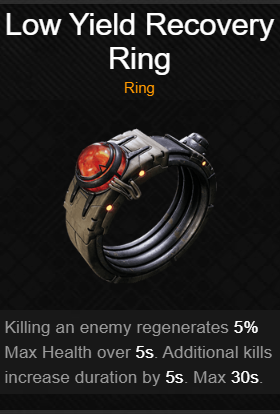 Low Yield Recovery
Ring
Ring
Killing an enemy regenerates 5%
Max Health over 5s. Additional kills
increase duration by 5s. Max 30s.